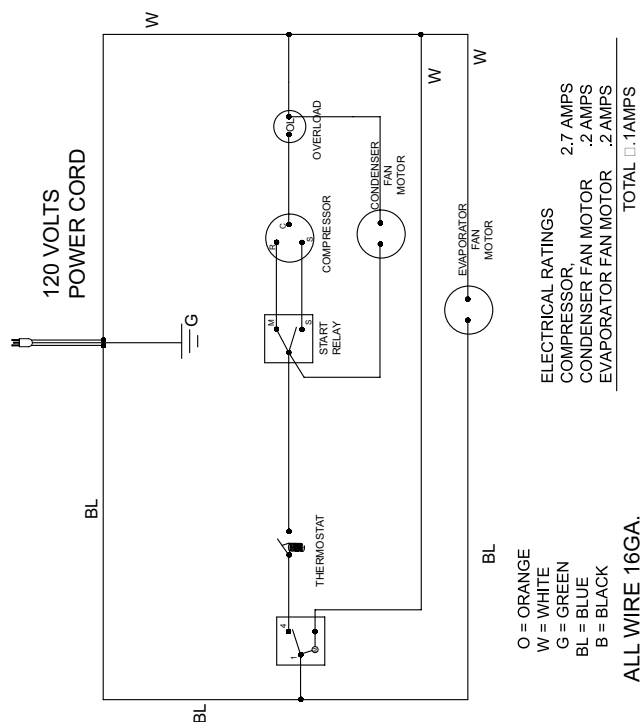 120 VOLTS
POWER CORD
W
BL
G
OL
OVERLOAD
C
R
S
COMPRESSOR
M
S
START
RELAY
CONDENSER
FAN
MOTOR
W
W
EVAPORATOR
FAN
MOTOR
THERMOSTAT
4
1
BL
BL
ELECTRICAL RATINGS
COMPRESSOR, 2.7 AMPS
CONDENSER FAN MOTOR .2 AMPS
EVAPORATOR FAN MOTOR .2 AMPS
TOTAL □.1AMPS
O = ORANGE
W = WHITE
G = GREEN
BL = BLUE
B = BLACK
ALL WIRE 16GA.